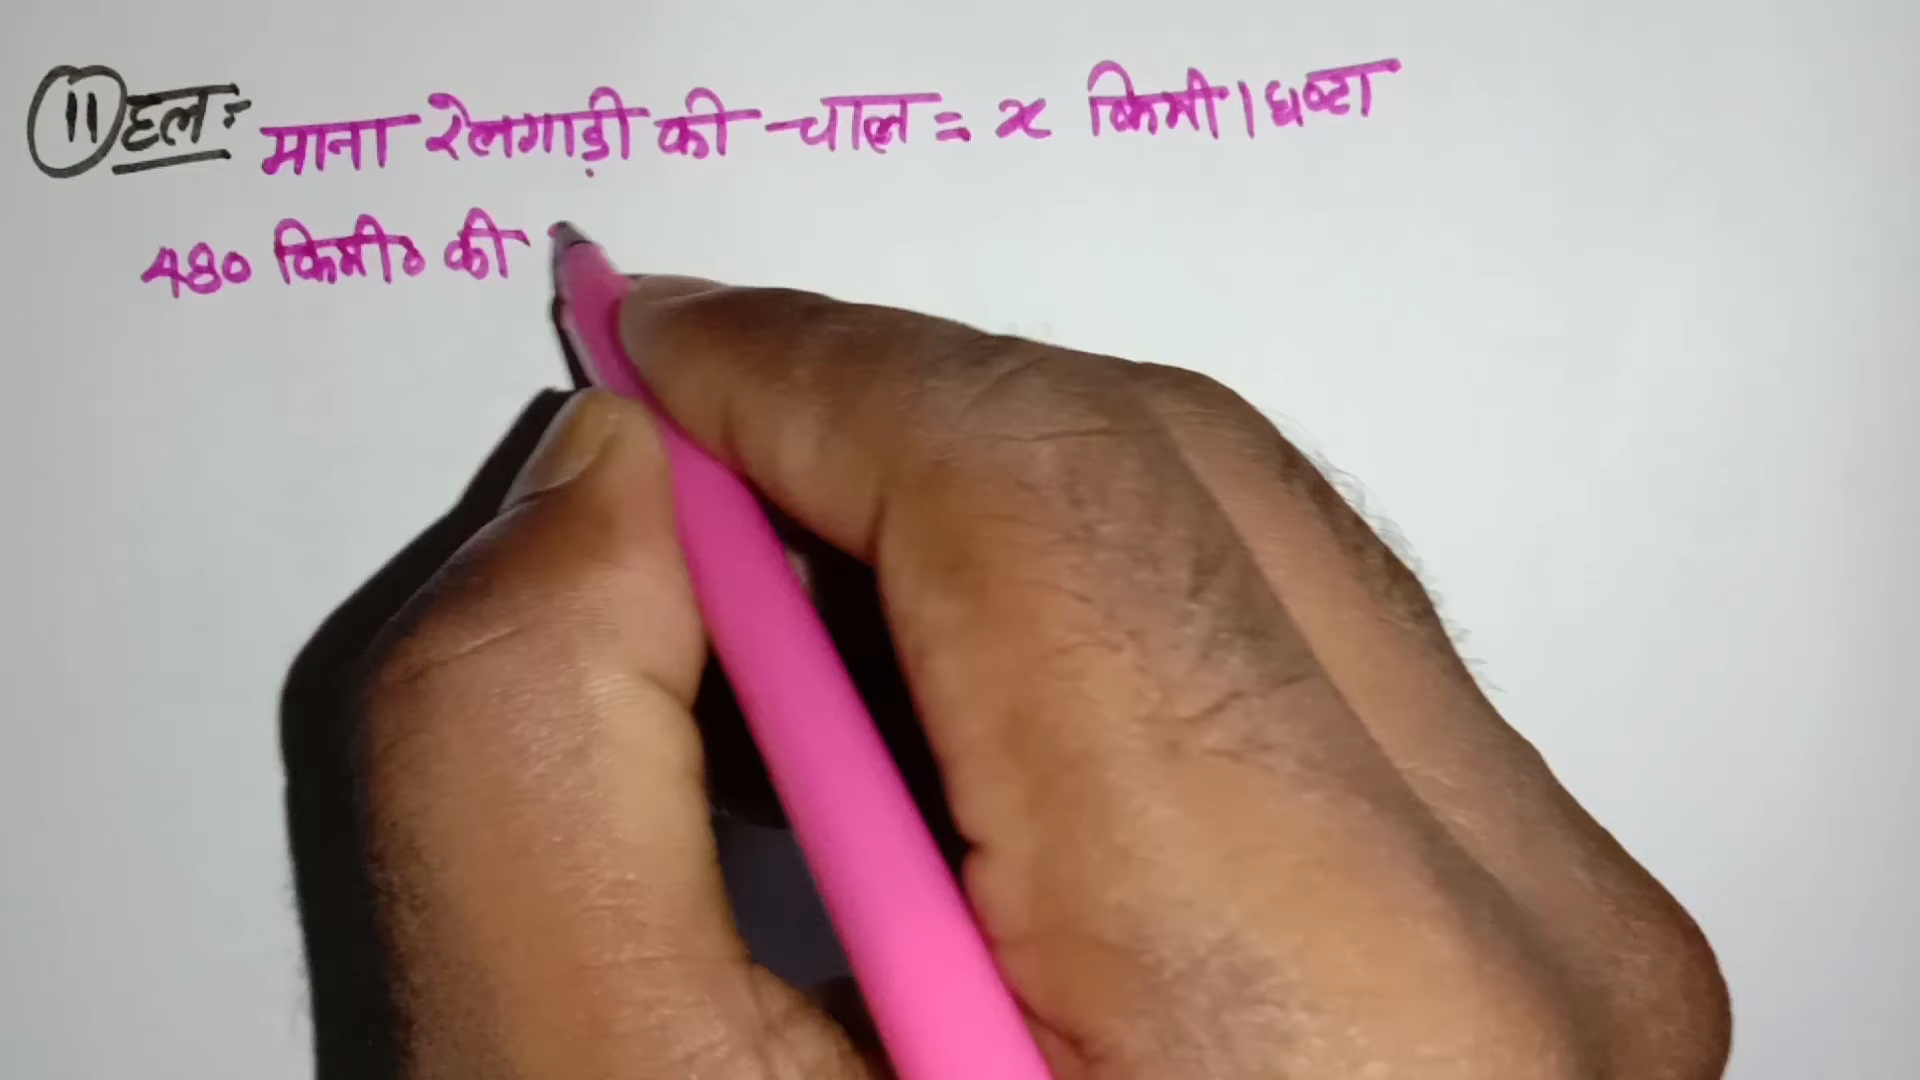 11 हल:- माना रेलगाड़ी की चाल = x किमी।घण्टा
480 किमी० की